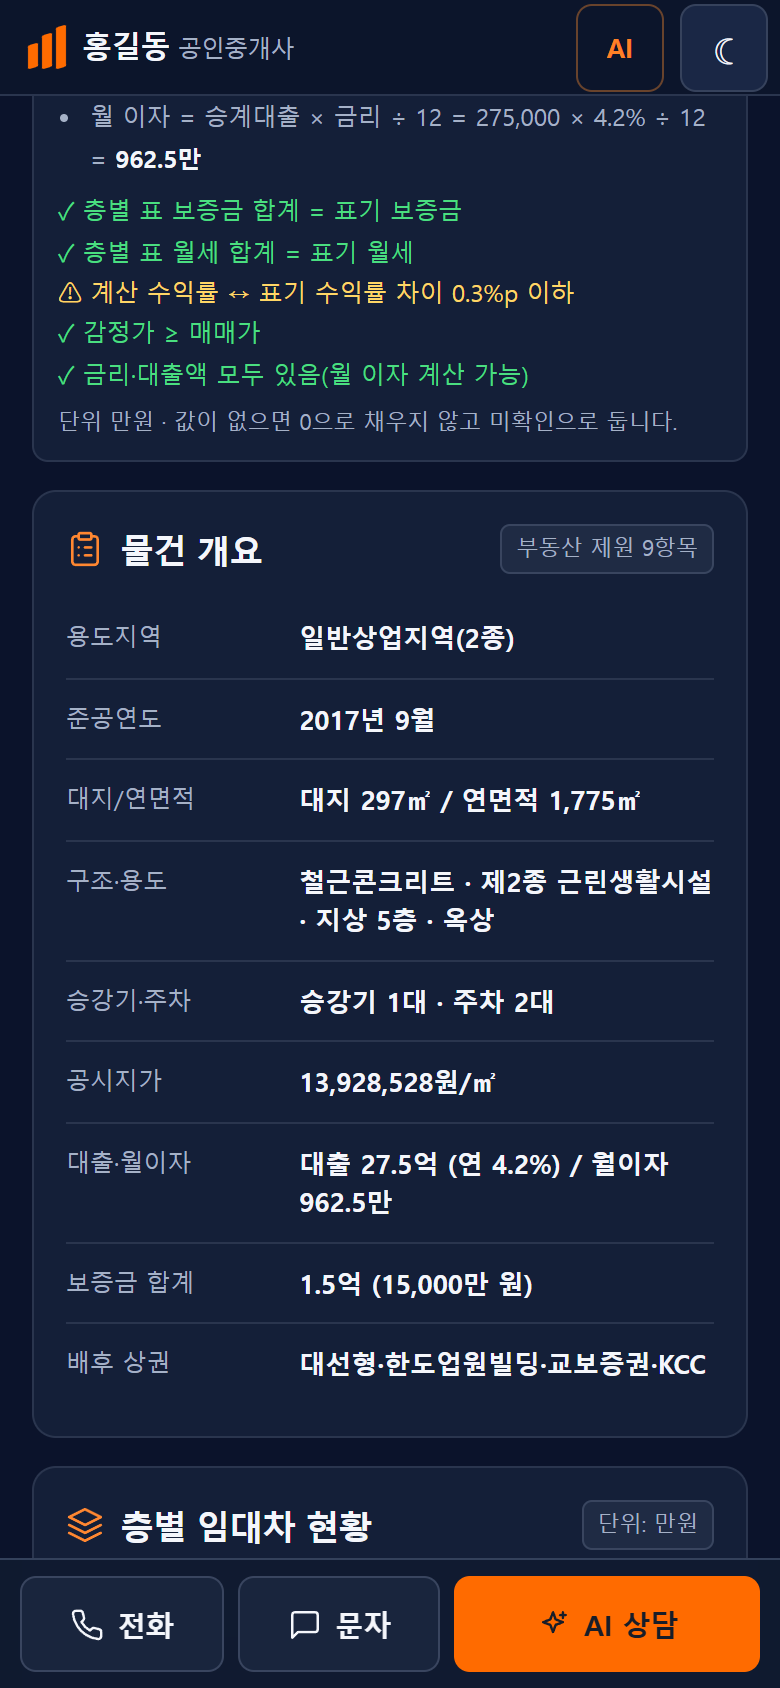 홍길동 공인중개사
AI
• 월 이자 = 승계대출 × 금리 ÷ 12 = 275,000 × 4.2% ÷ 12
= 962.5만
✓ 층별 표 보증금 합계 = 표기 보증금
✓ 층별 표 월세 합계 = 표기 월세
⚠ 계산 수익률 ↔ 표기 수익률 차이 0.3%p 이하
✓ 감정가 ≥ 매매가
✓ 금리·대출액 모두 있음(월 이자 계산 가능)
단위 만원 · 값이 없으면 0으로 채우지 않고 미확인으로 둡니다.
물건 개요
부동산 제원 9항목
용도지역
일반상업지역(2종)
준공연도
2017년 9월
대지/연면적
대지 297㎡ / 연면적 1,775㎡
구조·용도
철근콘크리트 · 제2종 근린생활시설
· 지상 5층 · 옥상
승강기·주차
승강기 1대 · 주차 2대
공시지가
13,928,528원/㎡
대출·월이자
대출 27.5억 (연 4.2%) / 월이자
962.5만
보증금 합계
1.5억 (15,000만 원)
배후 상권
대선형·한도업원빌딩·교보증권·KCC
층별 임대차 현황
단위: 만원
전화
문자
AI 상담